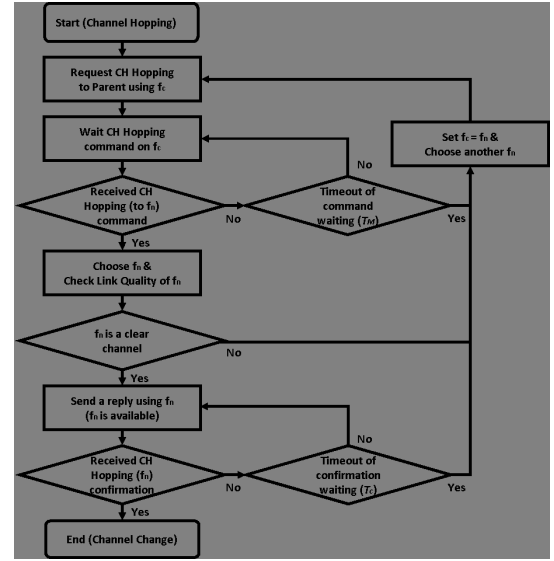 Start (Channel Hopping)
Request CH Hopping
to Parent using fc
Wait CH Hopping
command on fc
Set fc = fn &
Choose another fn
No
Received CH
Hopping (to fn)
command
No
Timeout of
command
waiting (TM)
Yes
Yes
Choose fn &
Check Link Quality of fn
fn is a clear
channel
No
Yes
Send a reply using fn
(fn is available)
No
Received CH
Hopping (fn)
confirmation
No
Timeout of
confirmation
waiting (Tc)
Yes
Yes
End (Channel Change)